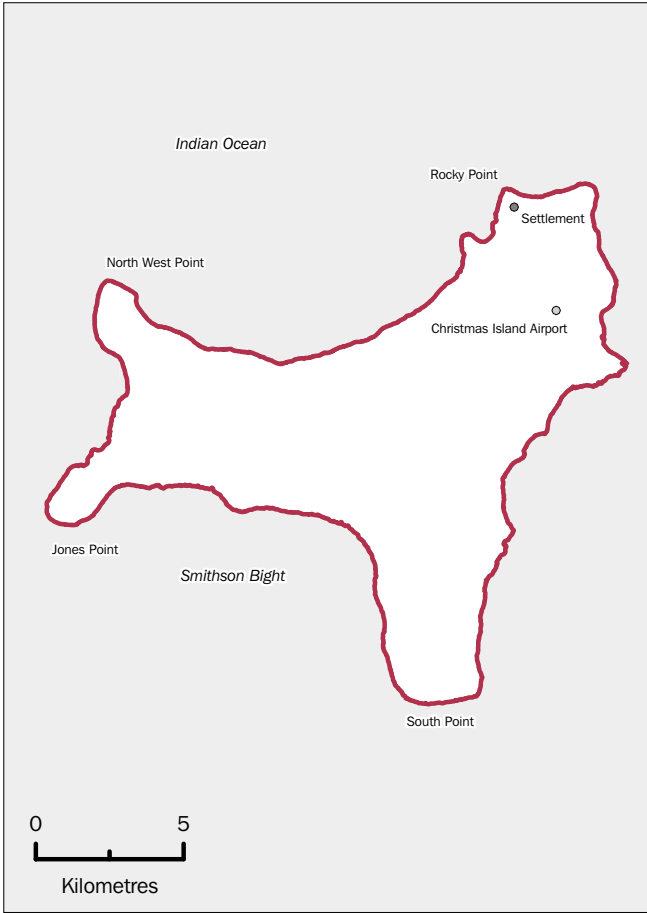 Indian Ocean
Rocky Point
Settlement
North West Point
Christmas Island Airport
Jones Point
Smithson Bight
South Point
0 5
Kilometres